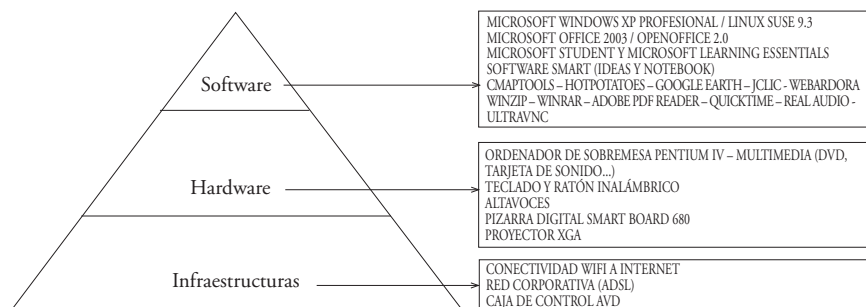 Software
MICROSOFT WINDOWS XP PROFESIONAL / LINUX SUSE 9.3
MICROSOFT OFFICE 2003 / OPENOFFICE 2.0
MICROSOFT STUDENT Y MICROSOFT LEARNING ESSENTIALS
SOFTWARE SMART (IDEAS Y NOTEBOOK)
CMAPTOOLS – HOTPOTATOES – GOOGLE EARTH – JCLIC - WEBARDORA
WINZIP – WINRAR – ADOBE PDF READER – QUICKTIME – REAL AUDIO -
ULTRAVNC
Hardware
ORDENADOR DE SOBREMESA PENTIUM IV – MULTIMEDIA (DVD,
TARJETA DE SONIDO...)
TECLADO Y RATÓN INALÁMBRICO
ALTAVOCES
PIZARRA DIGITAL SMART BOARD 680
PROYECTOR XGA
Infraestructuras
CONECTIVIDAD WIFI A INTERNET
RED CORPORATIVA (ADSL)
CAJA DE CONTROL AVD